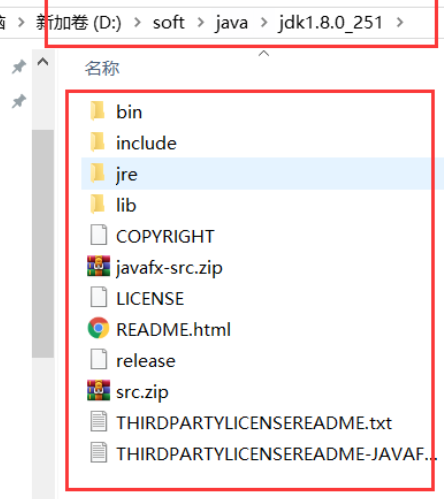 新加卷 (D:) > soft > java > jdk1.8.0_251 >
名称
bin
include
jre
lib
COPYRIGHT
javafx-src.zip
LICENSE
README.html
release
src.zip
THIRDPARTYLICENSEREADME.txt
THIRDPARTYLICENSEREADME-JAVAF...